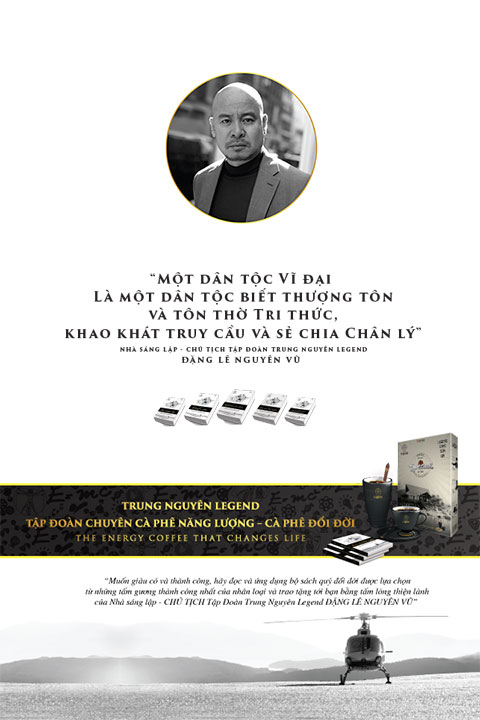 “MỘT DÂN TỘC VĨ ĐẠI
LÀ MỘT DÂN TỘC BIẾT THƯỢNG TÔN
VÀ TÔN THỜ TRI THỨC,
KHAO KHÁT TRUY CẦU VÀ SẺ CHIA CHÂN LÝ”
NHÀ SÁNG LẬP - CHỦ TỊCH TẬP ĐOÀN TRUNG NGUYÊN LEGEND
ĐẶNG LÊ NGUYÊN VŨ
TRUNG NGUYÊN LEGEND
TẬP ĐOÀN CHUYÊN CÀ PHÊ NĂNG LƯỢNG – CÀ PHÊ ĐỔI ĐỜI
THE ENERGY COFFEE THAT CHANGES LIFE
“Muốn giàu có và thành công, hãy đọc và ứng dụng bộ sách quý đổi đời được lựa chọn
từ những tấm gương thành công nhất của nhân loại và trao tặng tới bạn bằng tấm lòng thiện lành
của Nhà sáng lập - CHỦ TỊCH Tập Đoàn Trung Nguyên Legend ĐẶNG LÊ NGUYÊN VŨ”